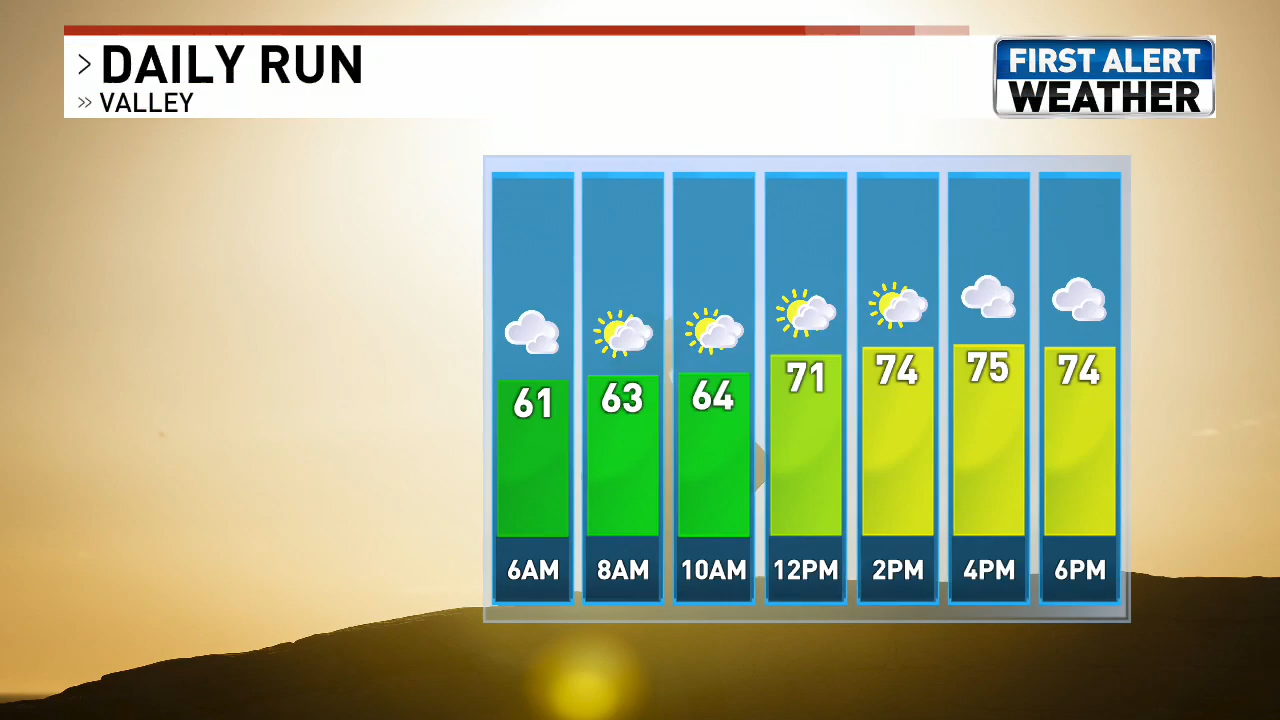 > DAILY RUN
» VALLEY
FIRST ALERT
WEATHER
61 63 64 71 74 75 74
6AM 8AM 10AM 12PM 2PM 4PM 6PM